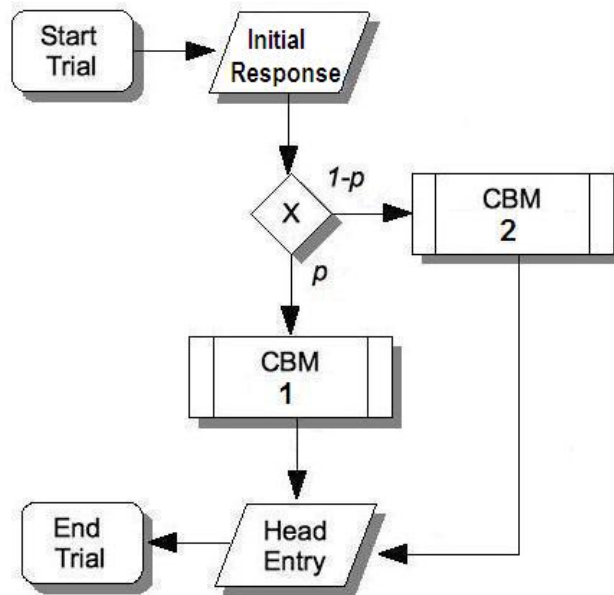 Start
Trial
Initial
Response
X
1-p
CBM
2
p
CBM
1
End
Trial
Head
Entry